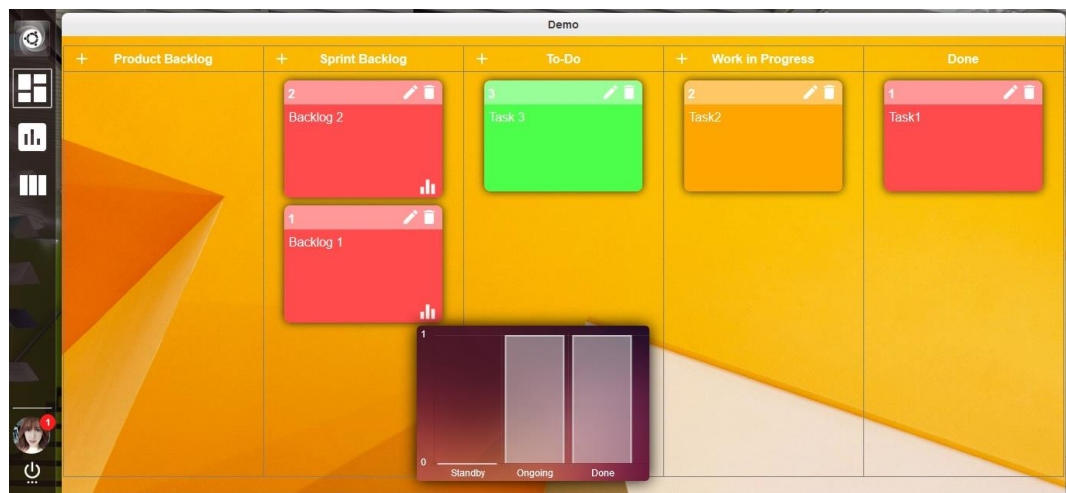 Demo
+ Product Backlog
+ Sprint Backlog
+ To-Do
+ Work in Progress
Done
2
Backlog 2
1
Backlog 1
3
Task 3
2
Task2
1
Task1
1
0
Standby Ongoing Done
1